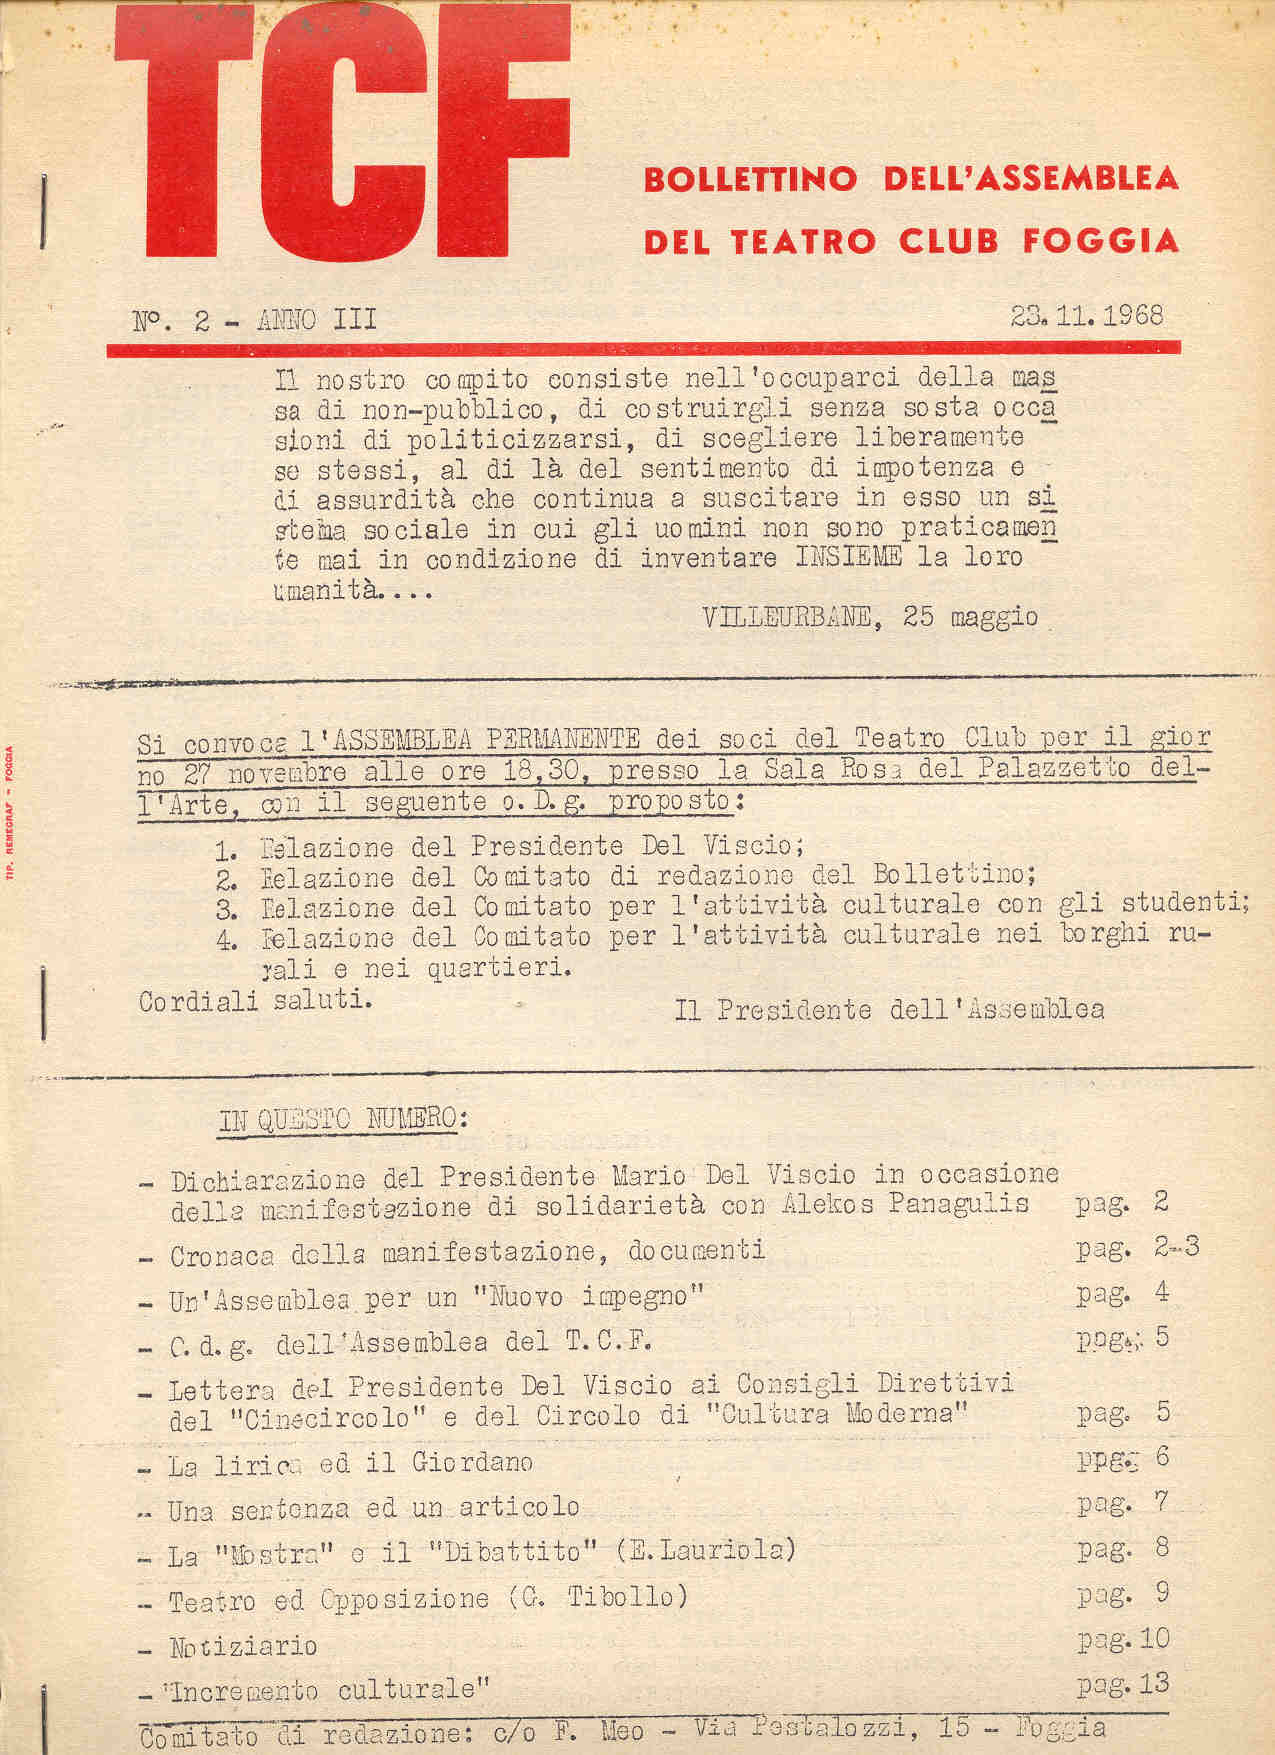 TCF
BOLLETTINO DELL'ASSEMBLEA
DEL TEATRO CLUB FOGGIA
N°. 2 - ANNO III 23.11.1968
Il nostro compito consiste nell'occuparci della mas
sa di non-pubblico, di costruirgli senza sosta occa
sioni di politicizzarsi, di scegliere liberamente
se stessi, al di là del sentimento di impotenza e
di assurdità che continua a suscitare in esso un si
stema sociale in cui gli uomini non sono praticamen
te mai in condizione di inventare INSIEME la loro
umanità....
VILLEURBANE, 25 maggio
Si convoca l'ASSEMBLEA PERMANENTE dei soci del Teatro Club per il gior
no 27 novembre alle ore 18,30, presso la Sala Rosa del Palazzetto del-
l'Arte, con il seguente o.D.g. proposto:
1. Relazione del Presidente Del Viscio;
2. Relazione del Comitato di redazione del Bollettino;
3. Relazione del Comitato per l'attività culturale con gli studenti;
4. Relazione del Comitato per l'attività culturale nei borghi ru-
rali e nei quartieri.
Cordiali saluti.
Il Presidente dell'Assemblea
TIP. REMEGRAF - FOGGIA
IN QUESTO NUMERO:
- Dichiarazione del Presidente Mario Del Viscio in occasione
della manifestazione di solidarietà con Alekos Panagulis pag. 2
- Cronaca della manifestazione, documenti pag. 2-3
- Un'Assemblea per un "Nuovo impegno" pag. 4
- O.d.g. dell'Assemblea del T.C.F. pag. 5
- Lettera del Presidente Del Viscio ai Consigli Direttivi
del "Cinecircolo" e del Circolo di "Cultura Moderna" pag. 5
- La lirica ed il Giordano ppg. 6
- Una sentenza ed un articolo pag. 7
- La "Mostra" e il "Dibattito" (E.Lauriola) pag. 8
- Teatro ed Opposizione (G. Tibollo) pag. 9
- Notiziario pag.10
- "Incremento culturale" pag.13
Comitato di redazione: c/o F. Meo - Via Pestalozzi, 15 - Foggia